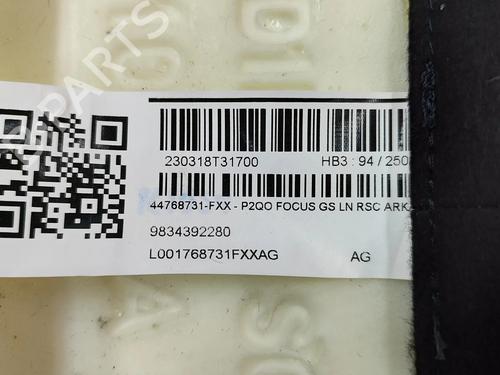 230318T31700 HB3 : 94 / 250
44768731-FXX - P2QO FOCUS GS LN RSC ARK
9834392280
L001768731FXXAG AG